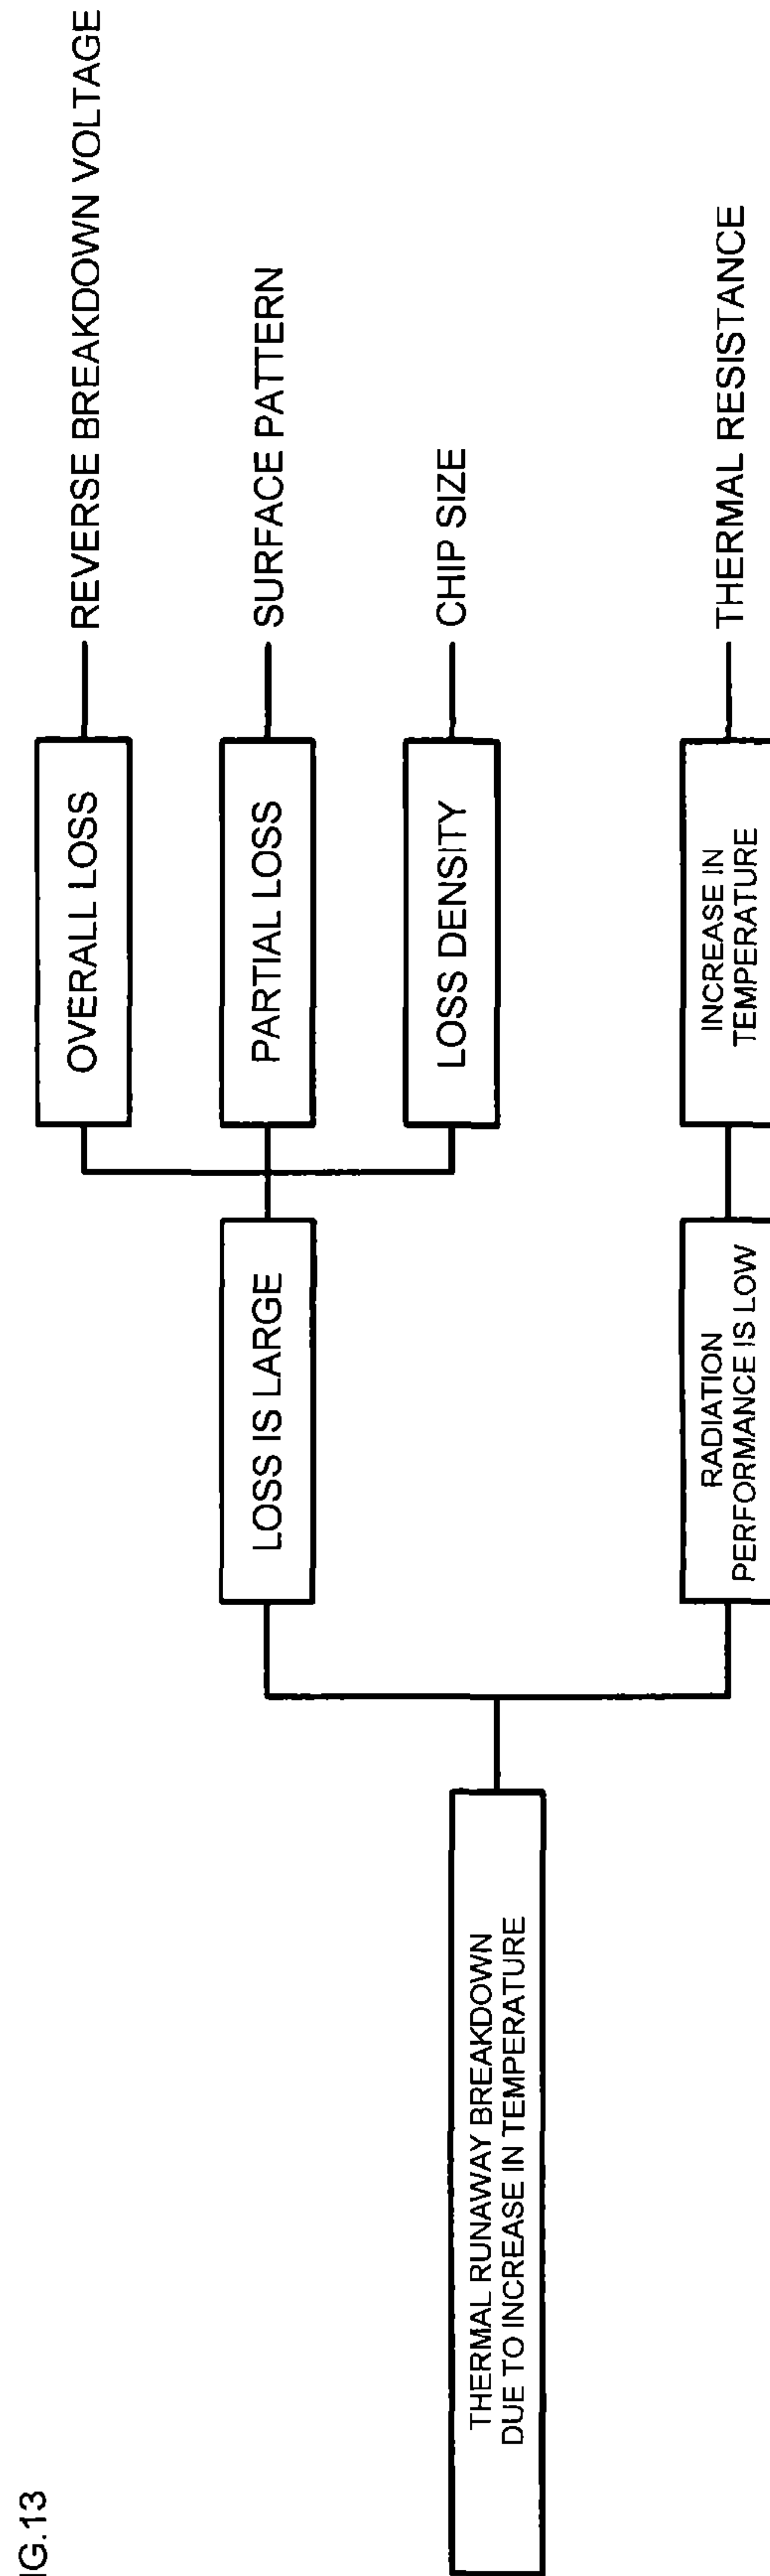 IG.13
THERMAL RUNAWAY BREAKDOWN
DUE TO INCREASE IN TEMPERATURE
LOSS IS LARGE
OVERALL LOSS
REVERSE BREAKDOWN VOLTAGE
PARTIAL LOSS
SURFACE PATTERN
LOSS DENSITY
CHIP SIZE
RADIATION
PERFORMANCE IS LOW
INCREASE IN
TEMPERATURE
THERMAL RESISTANCE